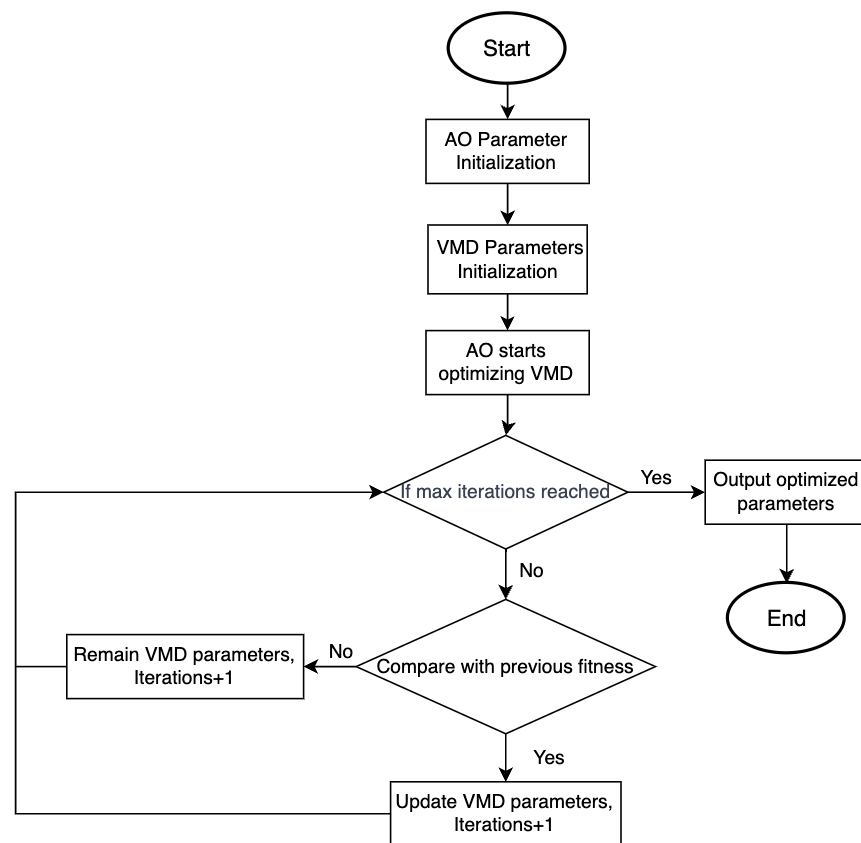 Start
AO Parameter
Initialization
VMD Parameters
Initialization
AO starts
optimizing VMD
If max iterations reached
Yes
Output optimized
parameters
End
No
Compare with previous fitness
No
Remain VMD parameters,
Iterations+1
Yes
Update VMD parameters,
Iterations+1